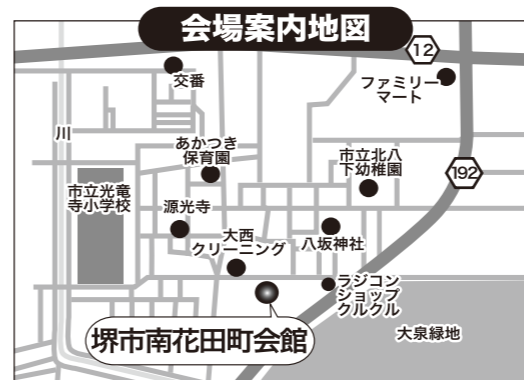 会場案内地図
12
交番
ファミリー
マート
川
あかつき
保育園
市立北八
下幼稚園
192
市立光竜
寺小学校
源光寺
大西
クリーニング
八坂神社
ラジコン
ショップ
クルクル
大泉緑地
堺市南花田町会館